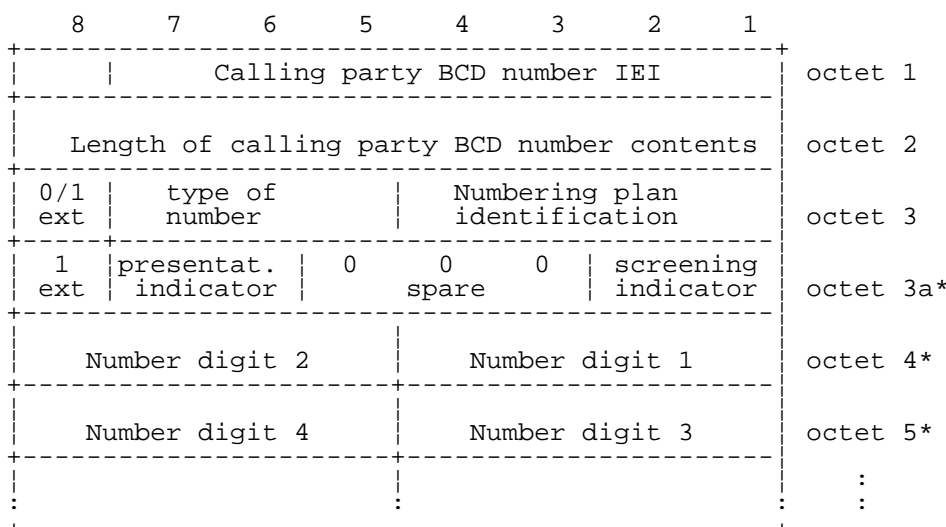 8 7 6 5 4 3 2 1
Calling party BCD number IEI octet 1
Length of calling party BCD number contents octet 2
0/1 type of Numbering plan
ext number identification octet 3
1 presentat. 0 0 0 screening
ext indicator spare indicator octet 3a*
Number digit 2 Number digit 1 octet 4*
Number digit 4 Number digit 3 octet 5*
:
: : : :